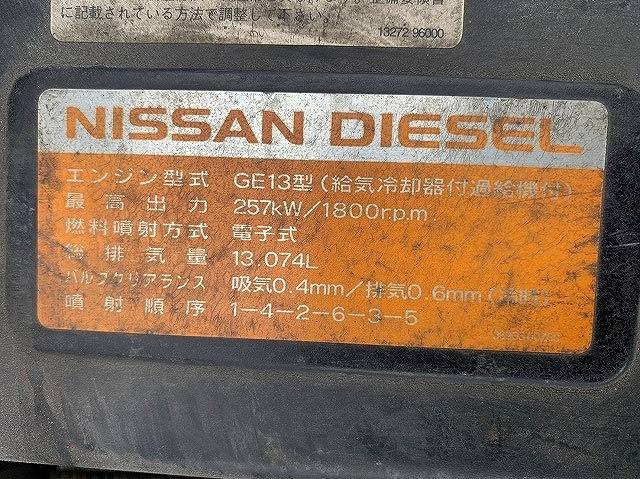 に記載されている方法で調整して下さい。
13272 96000
NISSAN DIESEL
エンジン型式 GE13型(給気冷却器付過給機付)
最高出力 257kW/1800r.p.m.
燃料噴射方式 電子式
総排気量 13.074L
バルブクリアランス 吸気0.4mm/排気0.6mm(冷時)
噴射順序 1-4-2-6-3-5